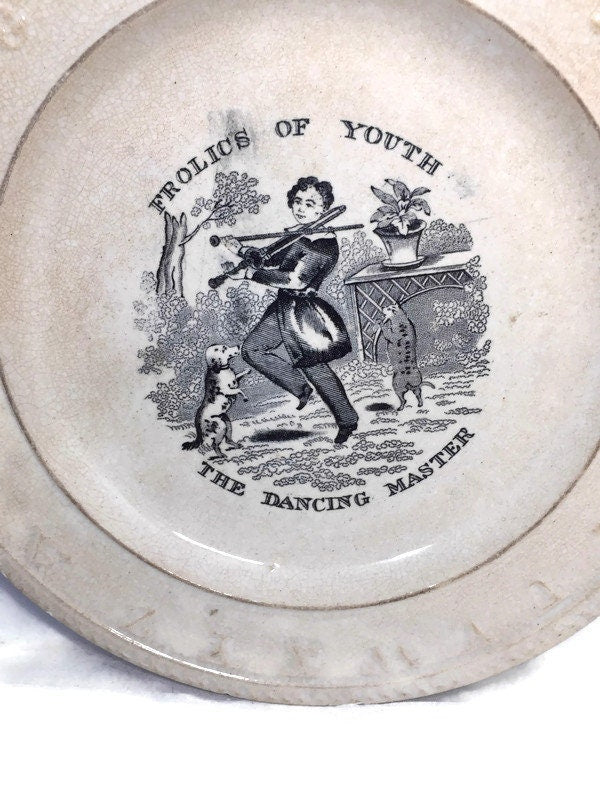 FROLICS OF YOUTH
THE DANCING MASTER